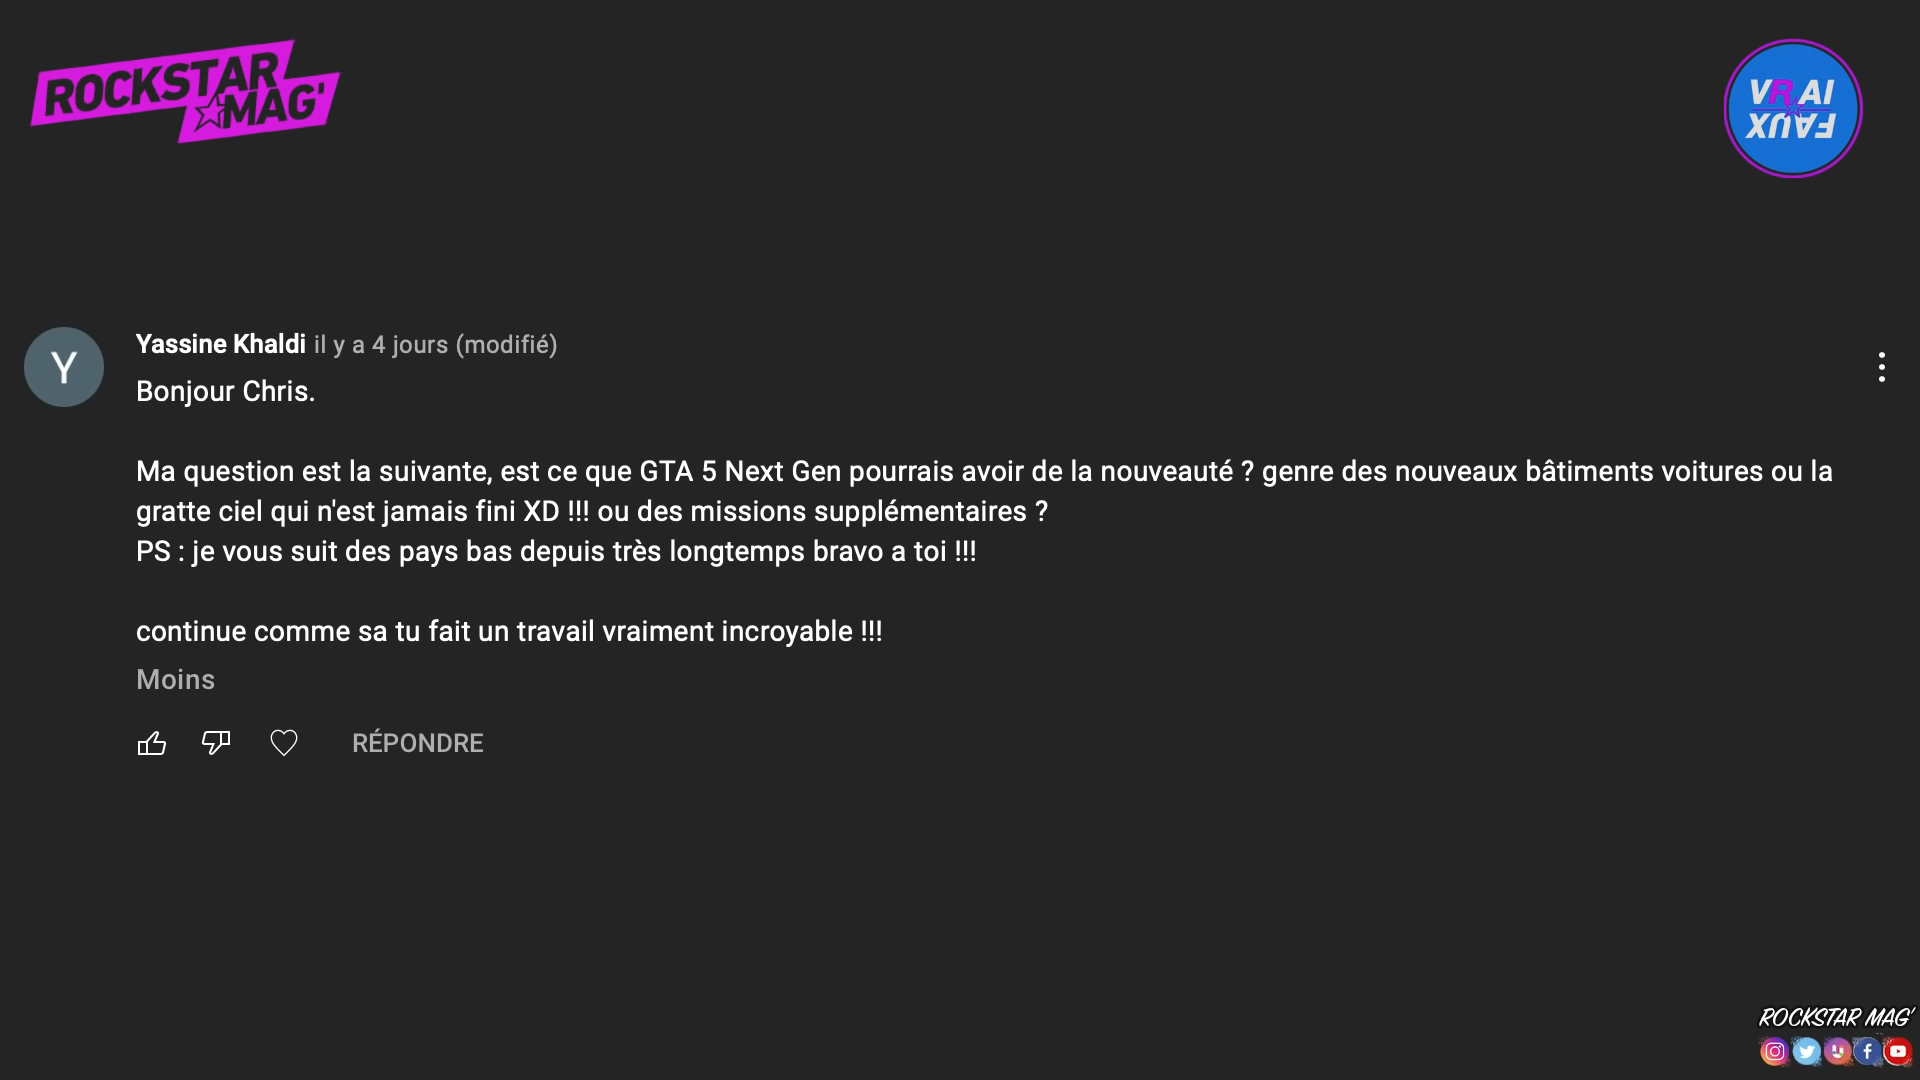 ROCKSTAR
MAG'
VRAI
FAUX
Y
Yassine Khaldi il y a 4 jours (modifié)
Bonjour Chris.
Ma question est la suivante, est ce que GTA 5 Next Gen pourrais avoir de la nouveauté ? genre des nouveaux bâtiments voitures ou la
gratte ciel qui n'est jamais fini XD !!! ou des missions supplémentaires ?
PS : je vous suit des pays bas depuis très longtemps bravo a toi !!!
continue comme sa tu fait un travail vraiment incroyable !!!
Moins
RÉPONDRE
ROCKSTAR MAG'